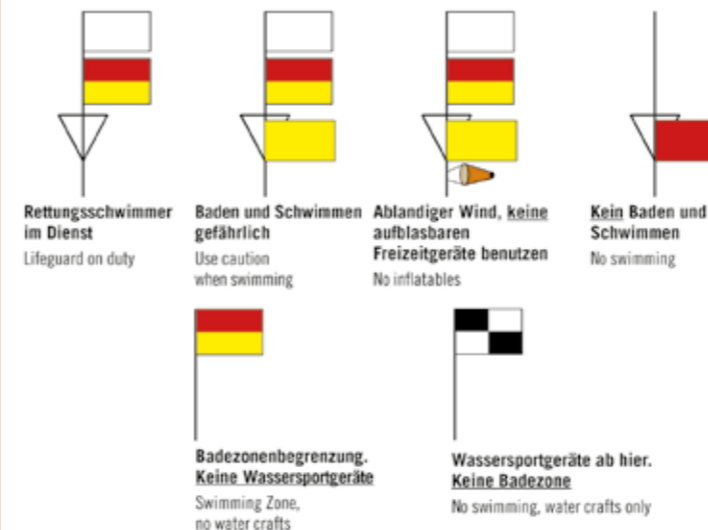 Rettungsschwimmer
im Dienst
Lifeguard on duty
Baden und Schwimmen
gefährlich
Use caution
when swimming
Ablandiger Wind, keine
aufblasbaren
Freizeitgeräte benutzen
No inflatables
Kein Baden und
Schwimmen
No swimming
Badezonenbegrenzung.
Keine Wassersportgeräte
Swimming Zone,
no water crafts
Wassersportgeräte ab hier.
Keine Badezone
No swimming, water crafts only